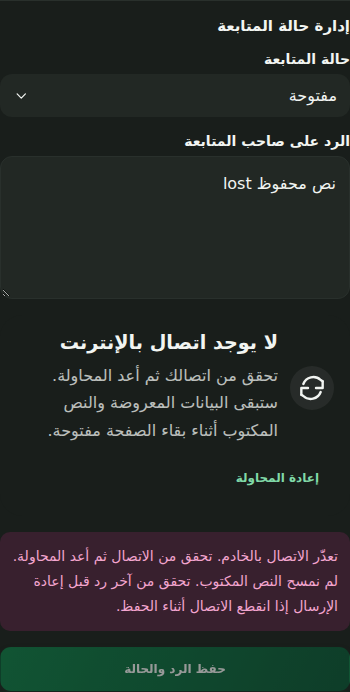 إدارة حالة المتابعة
حالة المتابعة
مفتوحة
الرد على صاحب المتابعة
نص محفوظ lost
لا يوجد اتصال بالإنترنت
تحقق من اتصالك ثم أعد المحاولة.
ستبقى البيانات المعروضة والنص
المكتوب أثناء بقاء الصفحة مفتوحة.
إعادة المحاولة
تعذّر الاتصال بالخادم. تحقق من الاتصال ثم أعد المحاولة.
لم نمسح النص المكتوب. تحقق من آخر رد قبل إعادة
الإرسال إذا انقطع الاتصال أثناء الحفظ.
حفظ الرد والحالة